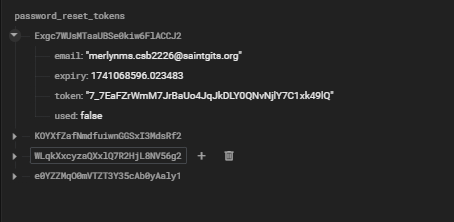 password_reset_tokens
Exgc7WUsMTaaUBSe0kiw6FlACCJ2
email: "merlynms.csb2226@saintgits.org"
expiry: 1741068596.023483
token: "7_7EaFZrWmM7JrBaUo4JqJkDLY0QNvNjlY7C1xk49lQ"
used: false
KOYXfZafNmdfuiwnGGSxI3MdsRf2
WLqkXxcyzaQXxlQ7R2HjL8NV56g2
e0YZZMqO0mVTZT3Y35cAb0yAaly1